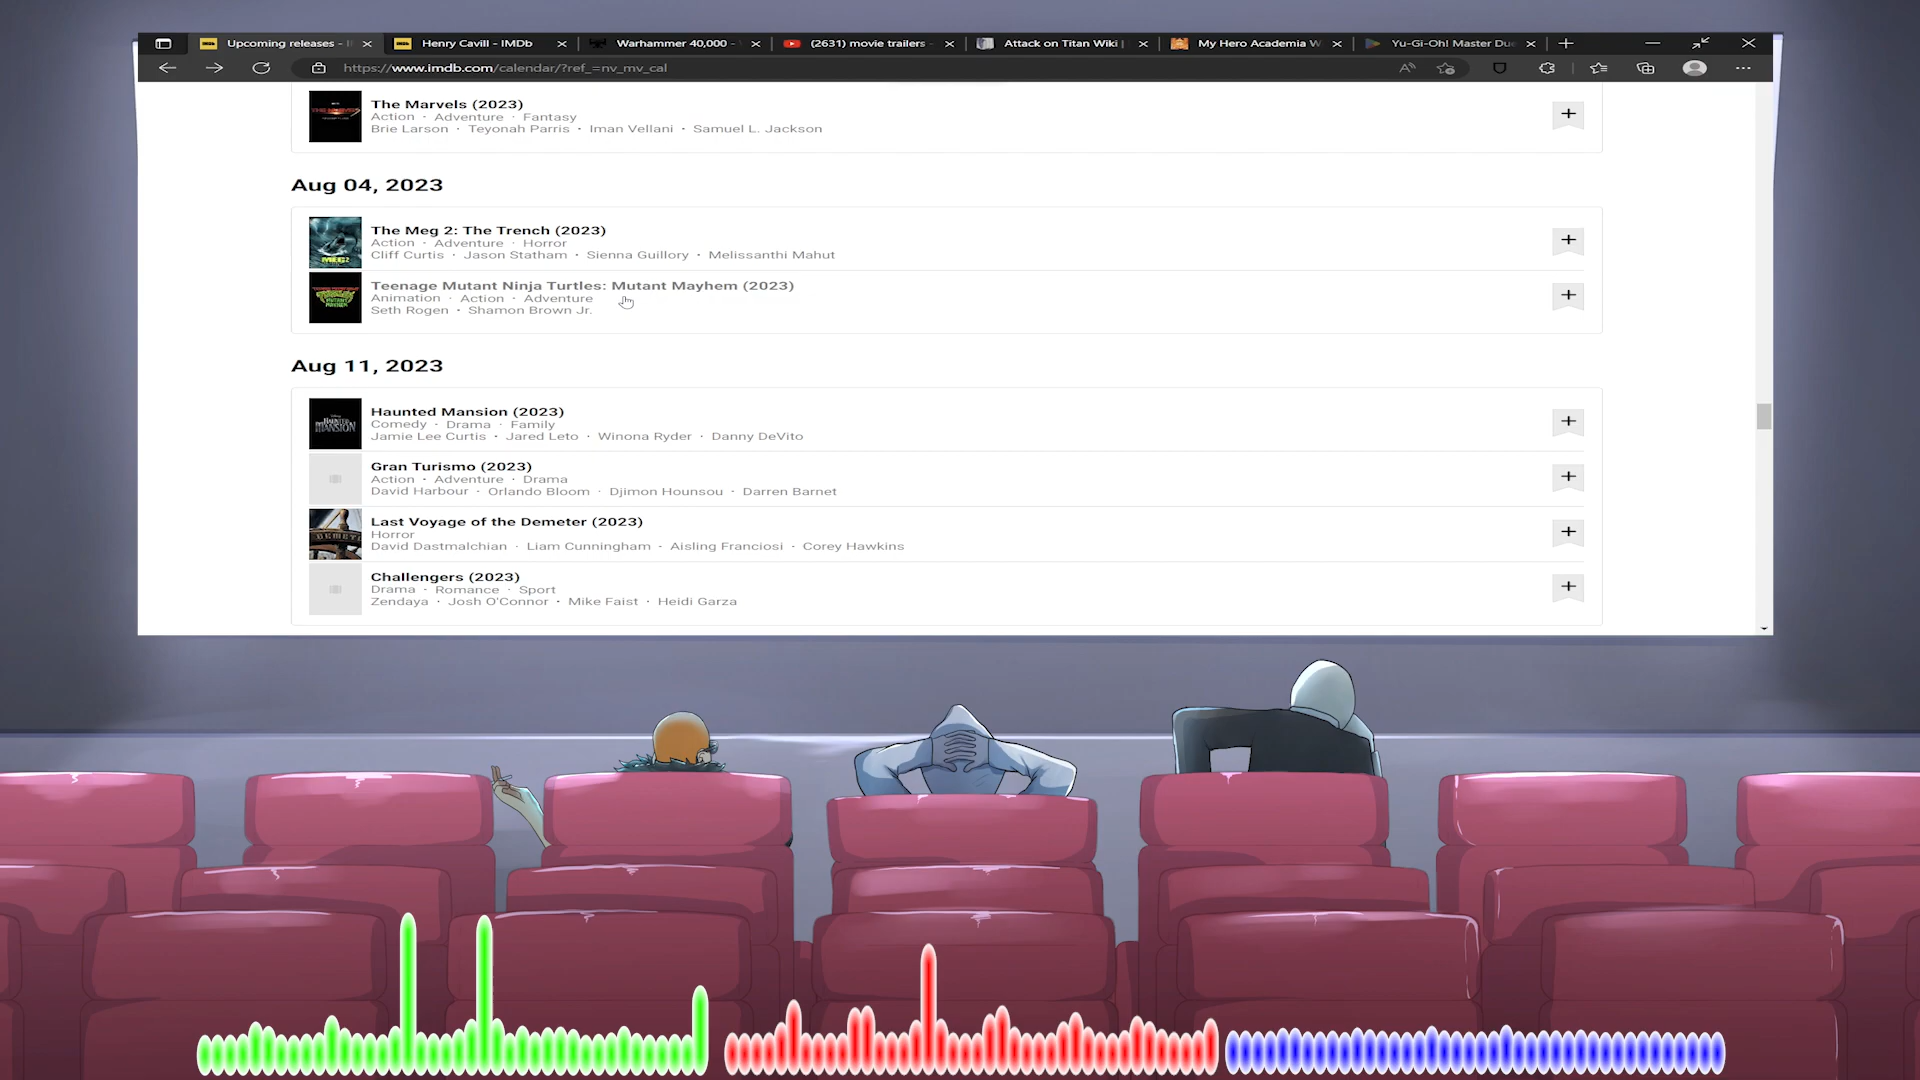 Upcoming releases - I
Henry Cavill - IMDb
Warhammer 40,000 -
(2631) movie trailers -
Attack on Titan Wiki |
My Hero Academia W
Yu-Gi-Oh! Master Due
https://www.imdb.com/calendar/?ref_=nv_mv_cal
The Marvels (2023)
Action · Adventure · Fantasy
Brie Larson · Teyonah Parris · Iman Vellani · Samuel L. Jackson
Aug 04, 2023
The Meg 2: The Trench (2023)
Action · Adventure · Horror
Cliff Curtis · Jason Statham · Sienna Guillory · Melissanthi Mahut
Teenage Mutant Ninja Turtles: Mutant Mayhem (2023)
Animation · Action · Adventure
Seth Rogen · Shamon Brown Jr.
Aug 11, 2023
Haunted Mansion (2023)
Comedy · Drama · Family
Jamie Lee Curtis · Jared Leto · Winona Ryder · Danny DeVito
Gran Turismo (2023)
Action · Adventure · Drama
David Harbour · Orlando Bloom · Djimon Hounsou · Darren Barnet
Last Voyage of the Demeter (2023)
Horror
David Dastmalchian · Liam Cunningham · Aisling Franciosi · Corey Hawkins
Challengers (2023)
Drama · Romance · Sport
Zendaya · Josh O'Connor · Mike Faist · Heidi Garza